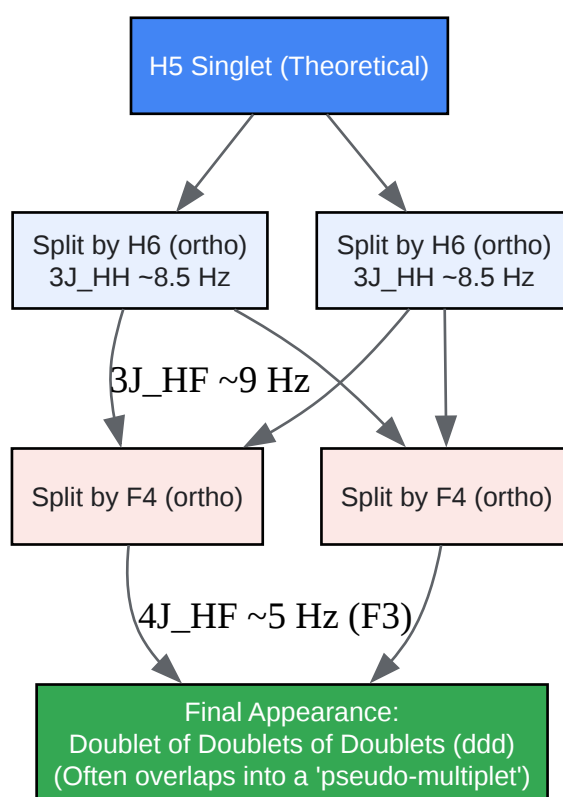 H5 Singlet (Theoretical)
Split by H6 (ortho)
3J_HH ~8.5 Hz
Split by H6 (ortho)
3J_HH ~8.5 Hz
3J_HF ~9 Hz
Split by F4 (ortho)
Split by F4 (ortho)
4J_HF ~5 Hz (F3)
Final Appearance:
Doublet of Doublets of Doublets (ddd)
(Often overlaps into a 'pseudo-multiplet')